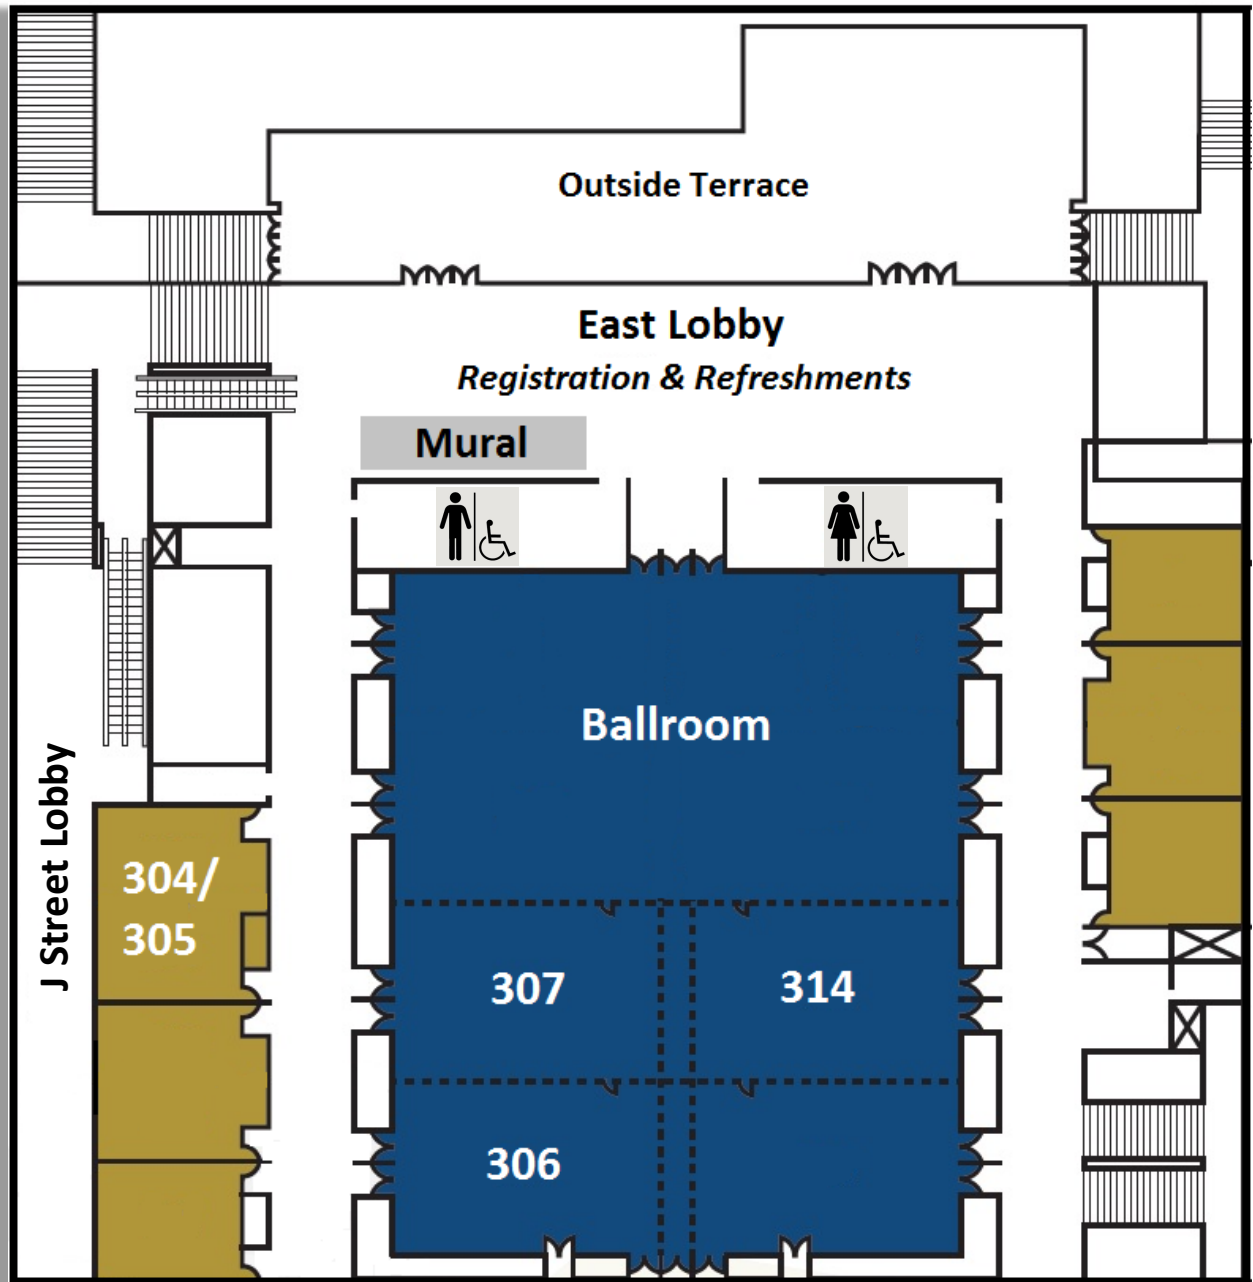 Outside Terrace
East Lobby
Registration & Refreshments
Mural
Ballroom
J Street Lobby
304/
305
307
314
306